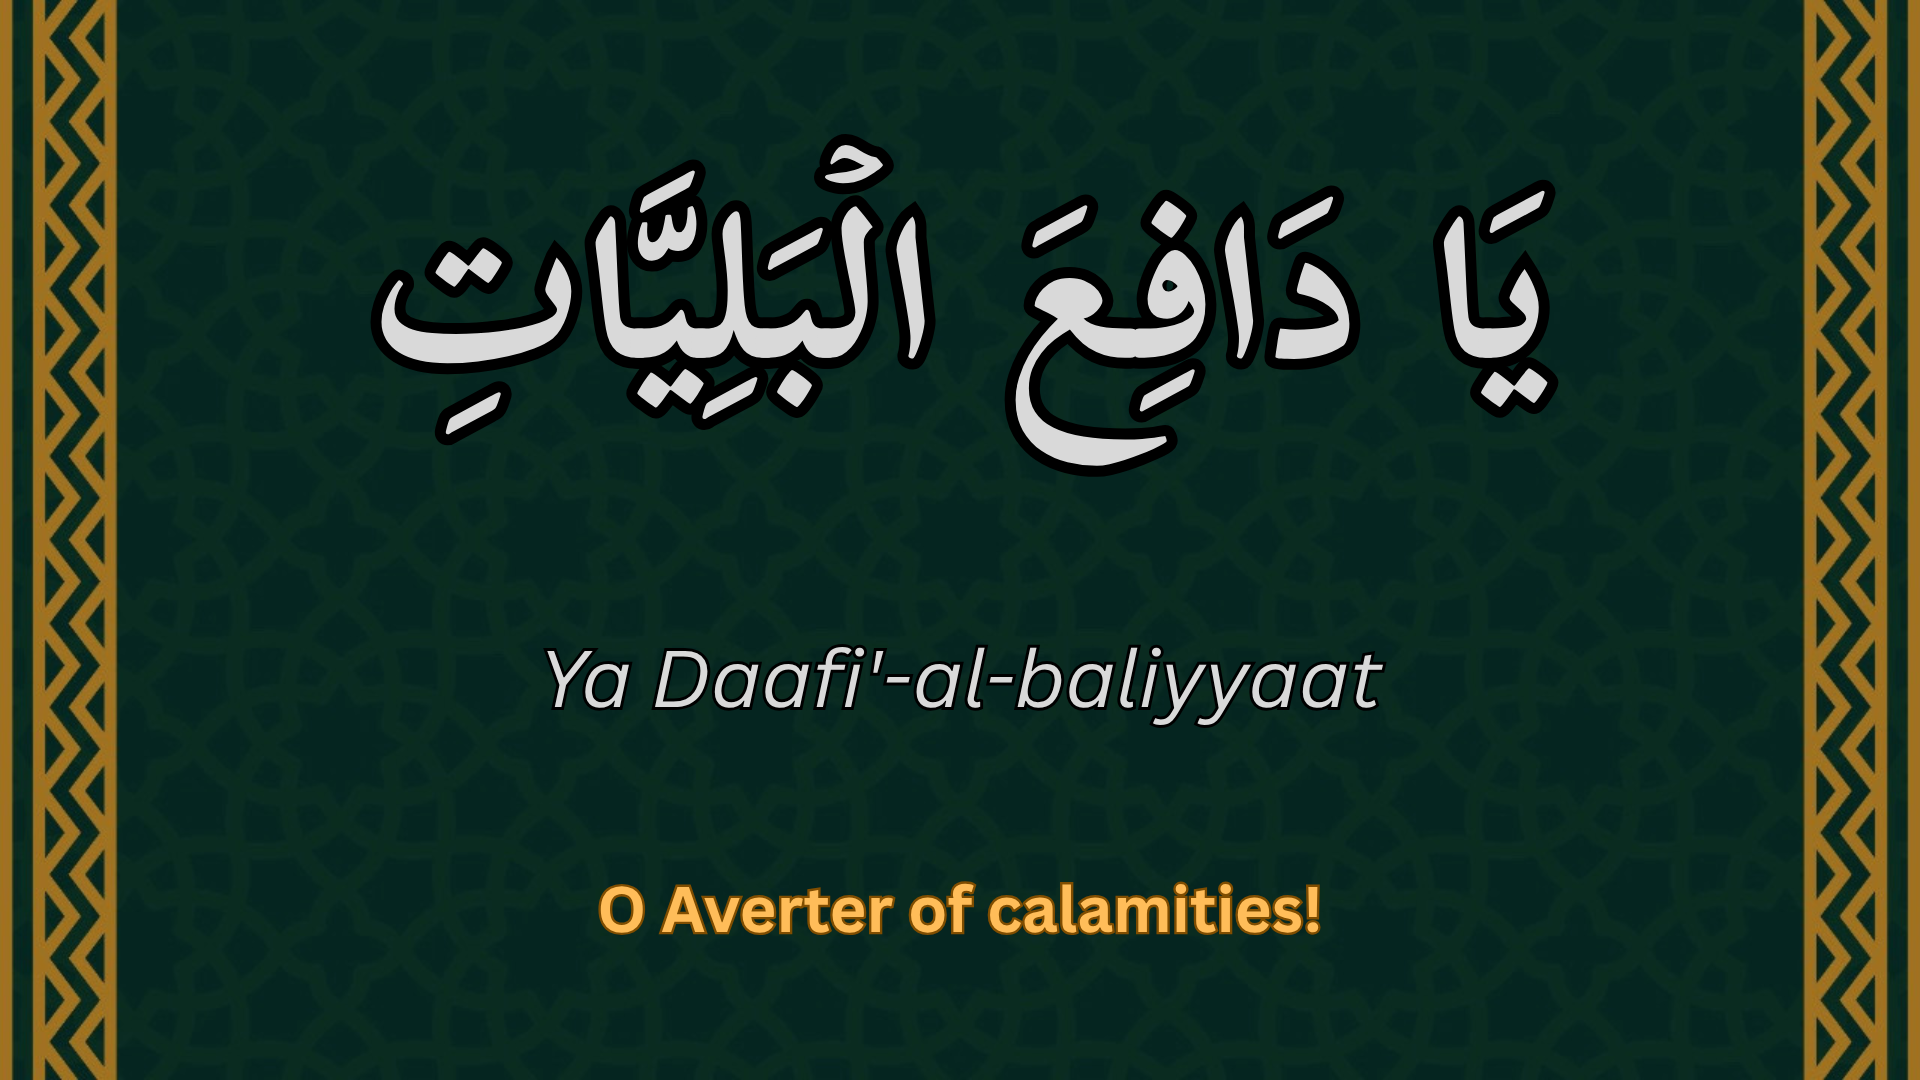 يَا دَافِعَ الْبَلِيَّاتِ
Ya Daafi'-al-baliyyaat
O Averter of calamities!